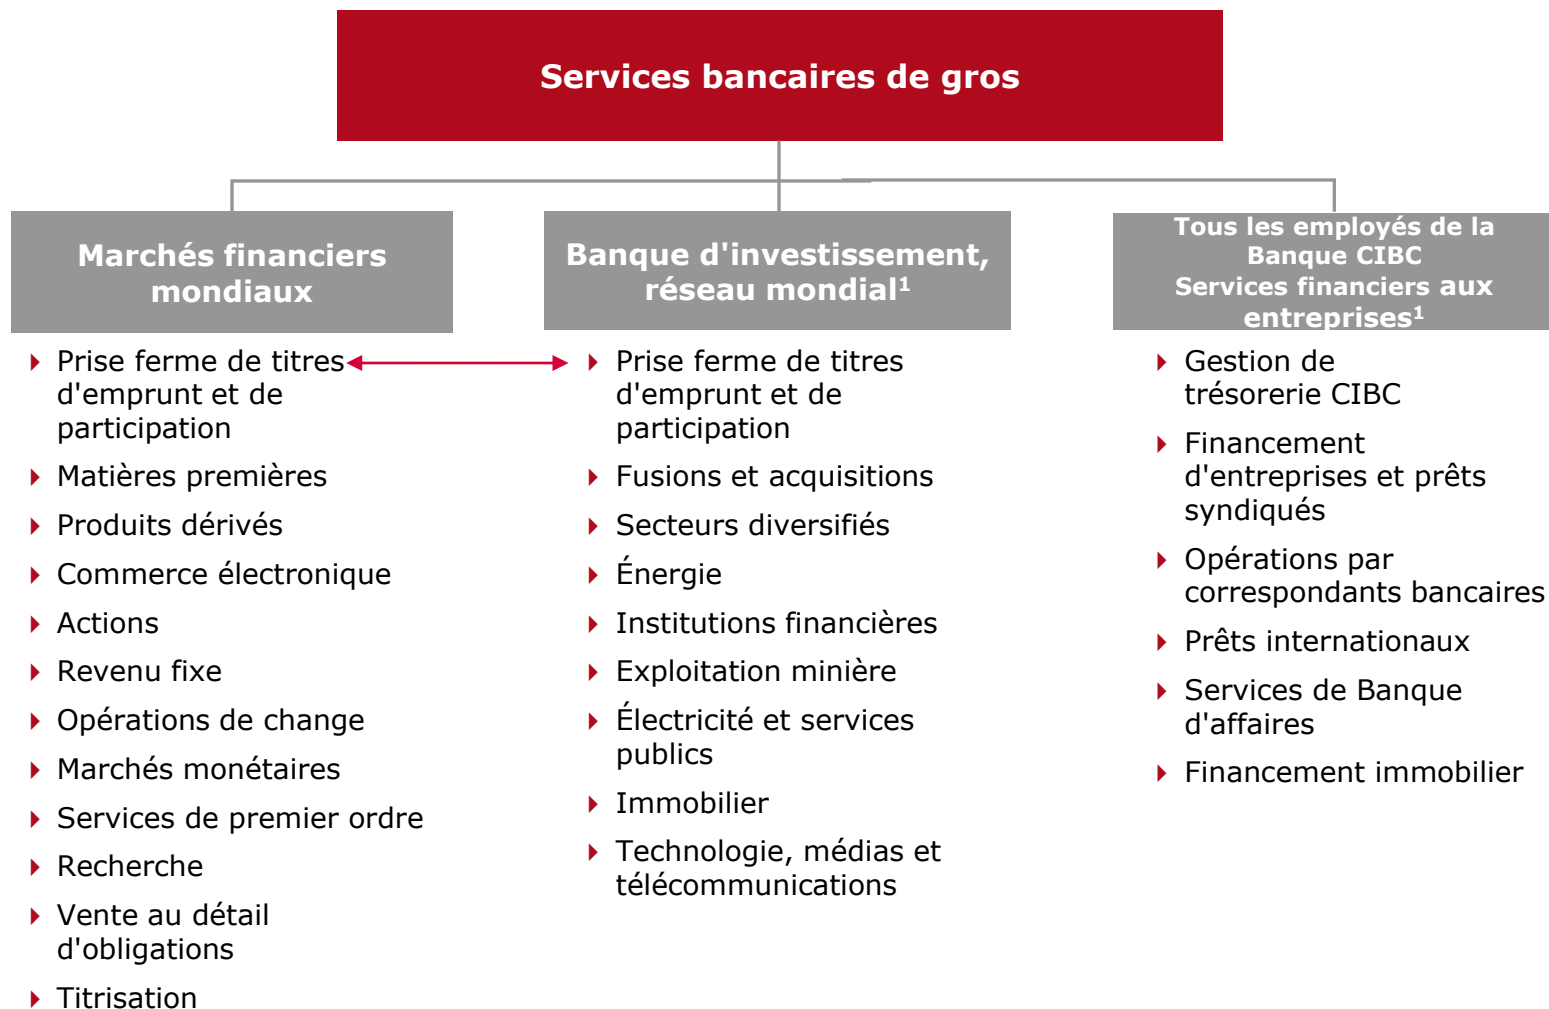 Services bancaires de gros
Marchés financiers
mondiaux
Prise ferme de titres
d'emprunt et de
participation
Matières premières
Produits dérivés
Commerce électronique
Actions
Revenu fixe
Opérations de change
Marchés monétaires
Services de premier ordre
Recherche
Vente au détail
d'obligations
Titrisation
Banque d'investissement,
réseau mondial¹
Prise ferme de titres
d'emprunt et de
participation
Fusions et acquisitions
Secteurs diversifiés
Énergie
Institutions financières
Exploitation minière
Électricité et services
publics
Immobilier
Technologie, médias et
télécommunications
Tous les employés de la
Banque CIBC
Services financiers aux
entreprises¹
Gestion de
trésorerie CIBC
Financement
d'entreprises et prêts
syndiqués
Opérations par
correspondants bancaires
Prêts internationaux
Services de Banque
d'affaires
Financement immobilier